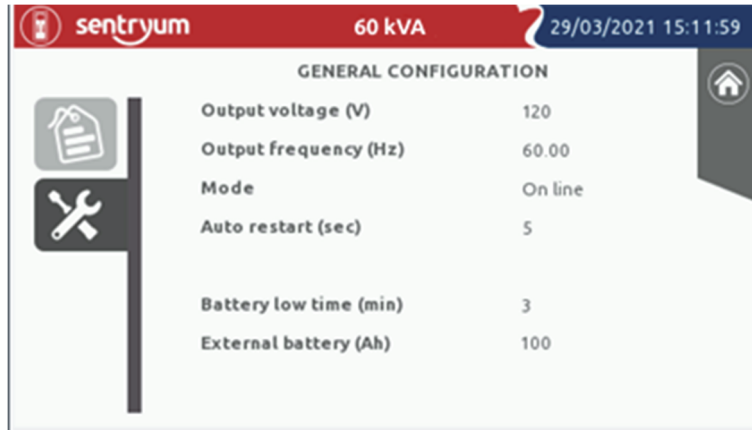 sentryum 60 kVA 29/03/2021 15:11:59
GENERAL CONFIGURATION
Output voltage (V) 120
Output frequency (Hz) 60.00
Mode On line
Auto restart (sec) 5
Battery low time (min) 3
External battery (Ah) 100